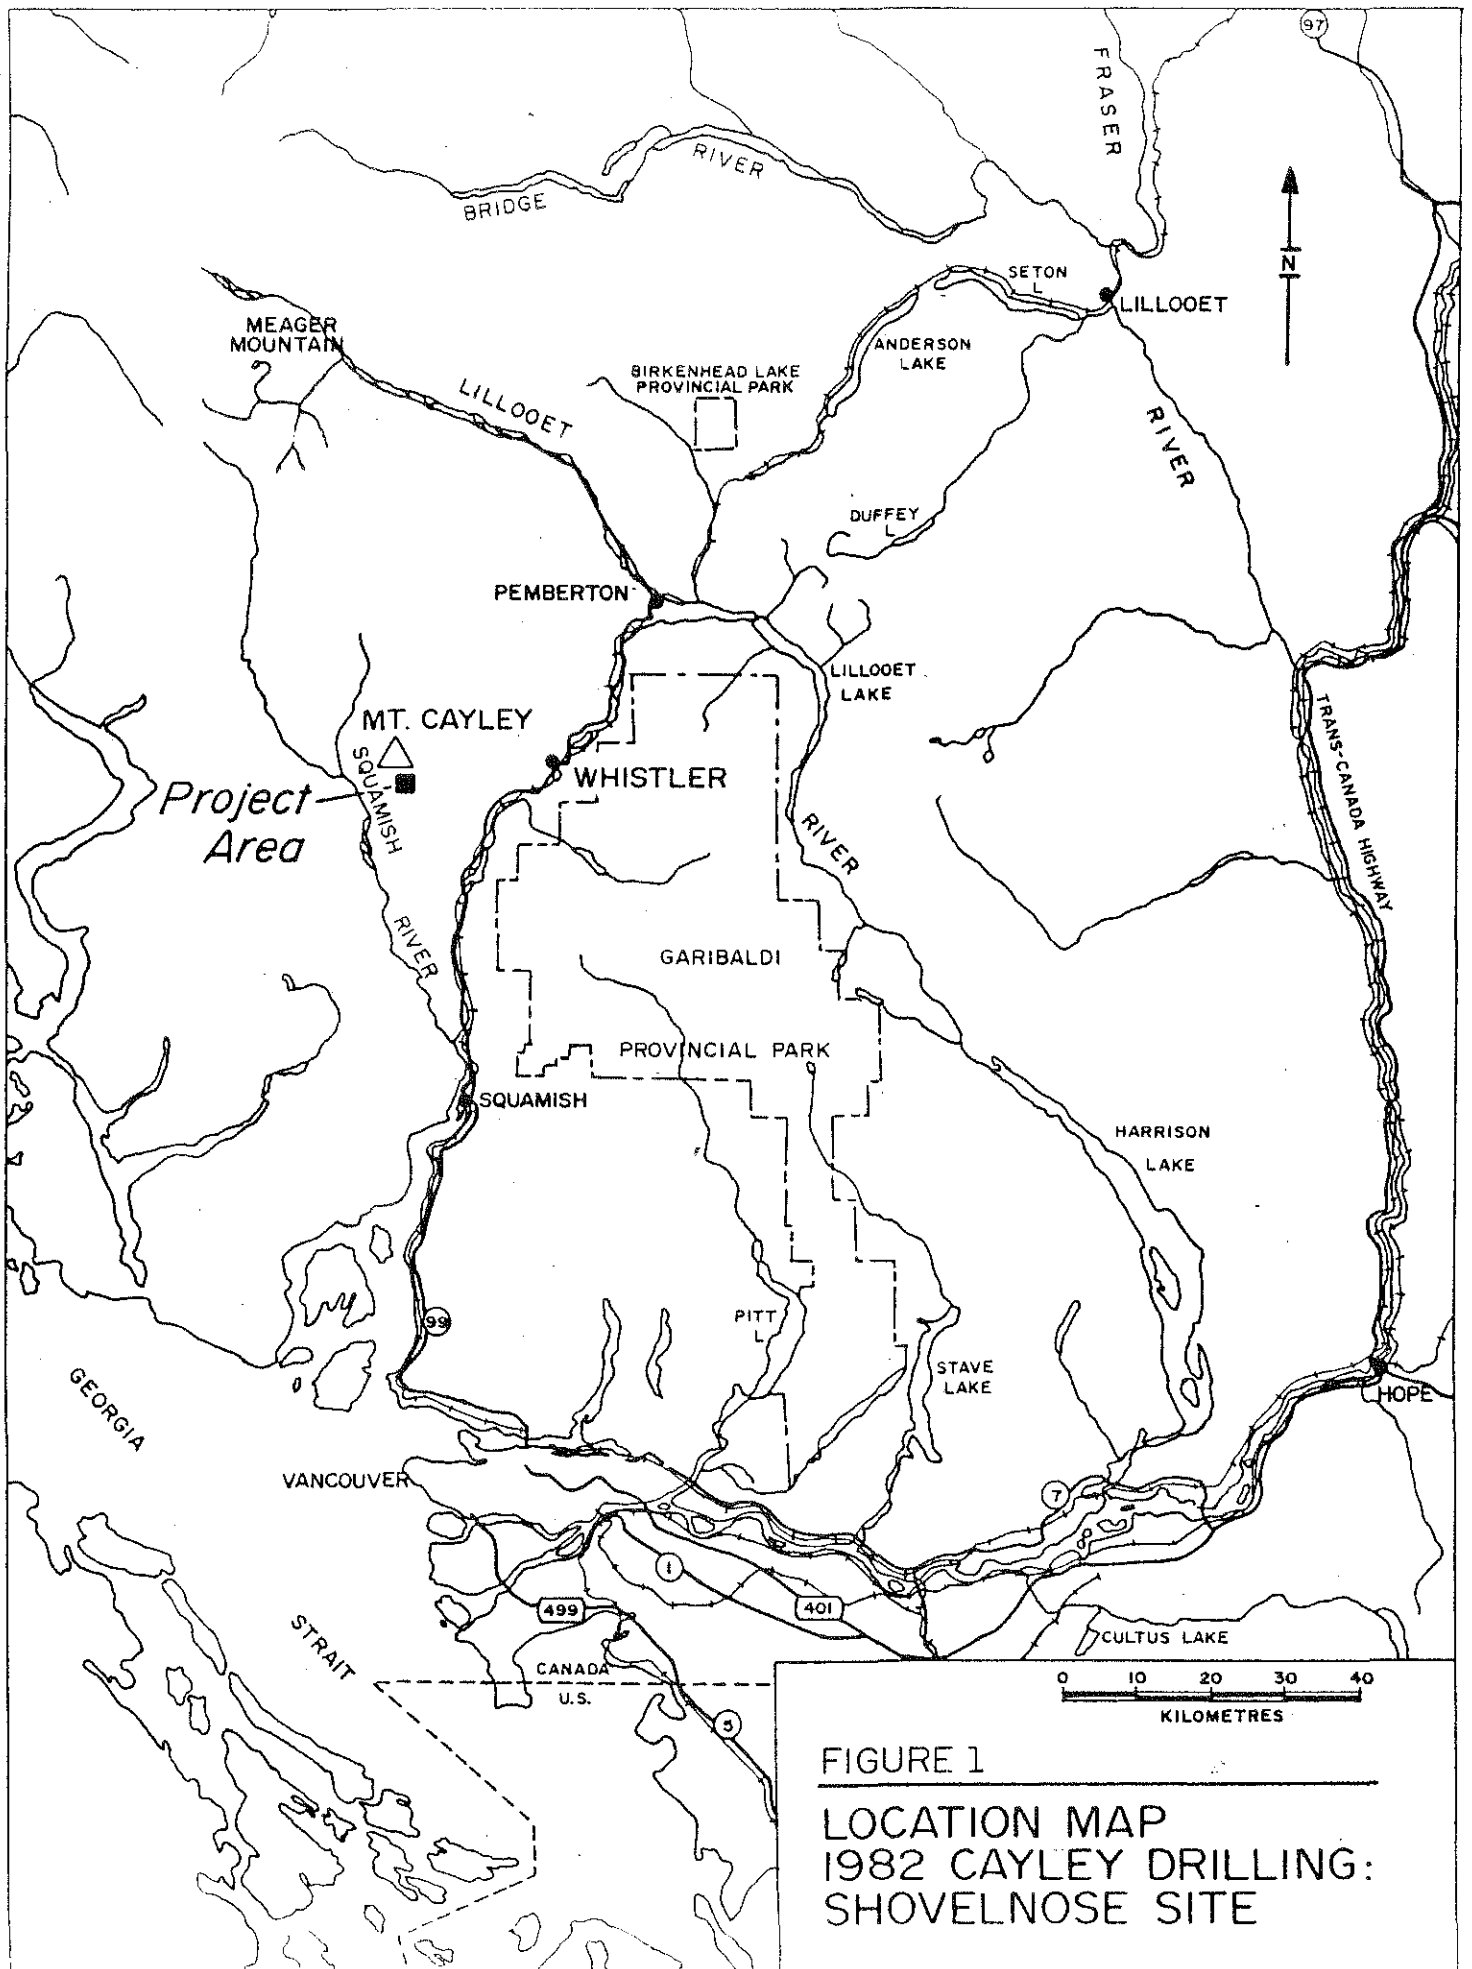 97
FRASER
RIVER
BRIDGE
N
SETON
L
LILLOOET
MEAGER
MOUNTAIN
ANDERSON
LAKE
BIRKENHEAD LAKE
PROVINCIAL PARK
LILLOOET
RIVER
DUFFEY
L
PEMBERTON
LILLOOET
LAKE
TRANS-CANADA HIGHWAY
MT. CAYLEY
SQUAMISH
WHISTLER
Project
Area
RIVER
RIVER
GARIBALDI
PROVINCIAL PARK
SQUAMISH
HARRISON
LAKE
99
PITT
L
STAVE
LAKE
HOPE
GEORGIA
VANCOUVER
7
1
499
401
STRAIT
CULTUS LAKE
CANADA
U.S.
5
0 10 20 30 40
KILOMETRES
FIGURE 1
LOCATION MAP
1982 CAYLEY DRILLING:
SHOVELNOSE SITE